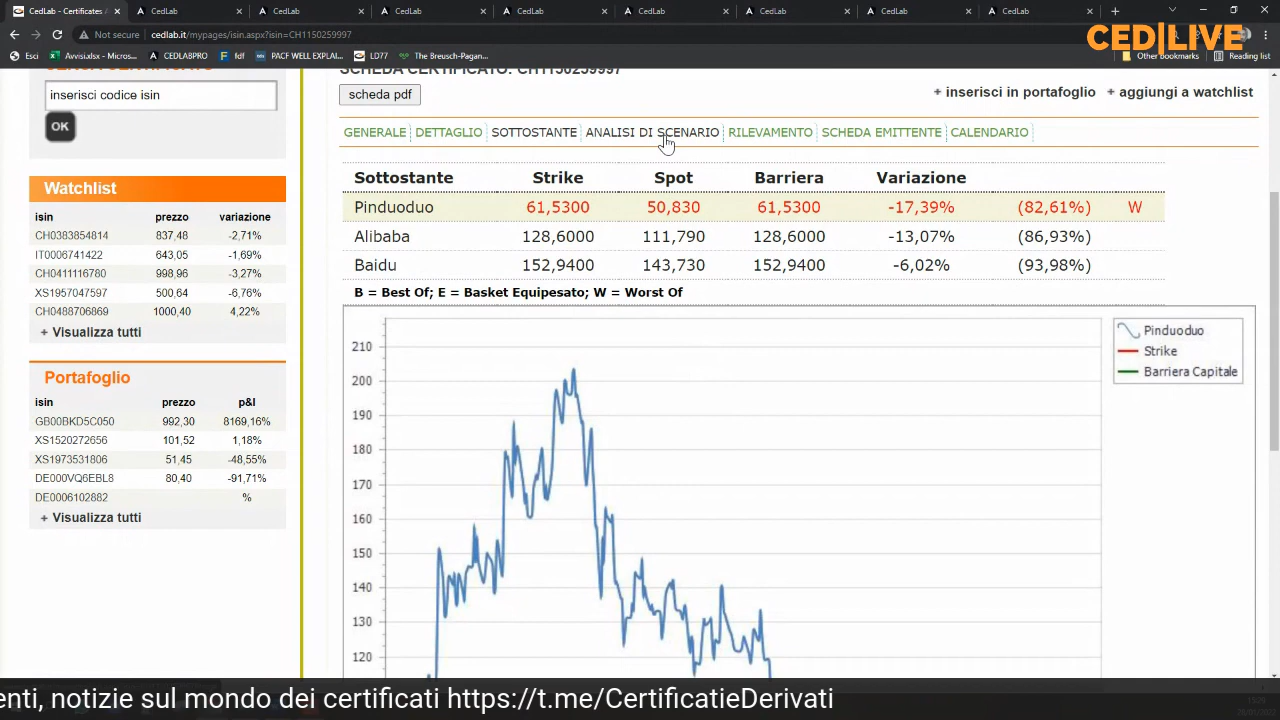 CedLab - Certificates A
CedLab
CedLab
CedLab
CedLab
CedLab
CedLab
CedLab
CedLab
Not secure
cedlab.it/mypages/isin.aspx?isin=CH1150259997
CED|LIVE
Esci
Avvisi.xlsx - Micros...
CEDLABPRO
fdf
PACF WELL EXPLAI...
LD77
The Breusch-Pagan...
Other bookmarks
Reading list
SCHEDA CERTIFICATO: CH1150259997
inserisci codice isin
OK
scheda pdf
+ inserisci in portafoglio
+ aggiungi a watchlist
GENERALE
DETTAGLIO
SOTTOSTANTE
ANALISI DI SCENARIO
RILEVAMENTO
SCHEDA EMITTENTE
CALENDARIO
Watchlist
isin prezzo variazione
CH0383854814 837,48 -2,71%
IT0006741422 643,05 -1,69%
CH0411116780 998,96 -3,27%
XS1957047597 500,64 -6,76%
CH0488706869 1000,40 4,22%
+ Visualizza tutti
Portafoglio
isin prezzo p&l
GB00BKD5C050 992,30 8169,16%
XS1520272656 101,52 1,18%
XS1973531806 51,45 -48,55%
DE000VQ6EBL8 80,40 -91,71%
DE0006102882 %
+ Visualizza tutti
Sottostante Strike Spot Barriera Variazione
Pinduoduo 61,5300 50,830 61,5300 -17,39% (82,61%) W
Alibaba 128,6000 111,790 128,6000 -13,07% (86,93%)
Baidu 152,9400 143,730 152,9400 -6,02% (93,98%)
B = Best Of; E = Basket Equipesato; W = Worst Of
210
200
190
180
170
160
150
140
130
120
Pinduoduo
Strike
Barriera Capitale
enti, notizie sul mondo dei certificati https://t.me/CertificatieDerivati